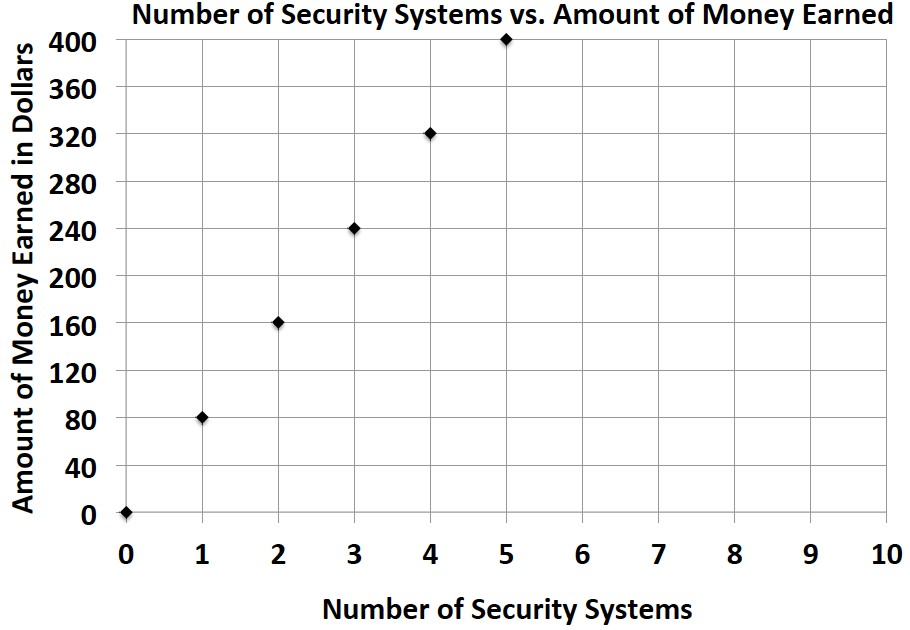 Number of Security Systems vs. Amount of Money Earned
Amount of Money Earned in Dollars
400
360
320
280
240
200
160
120
80
40
0
0 1 2 3 4 5 6 7 8 9 10
Number of Security Systems